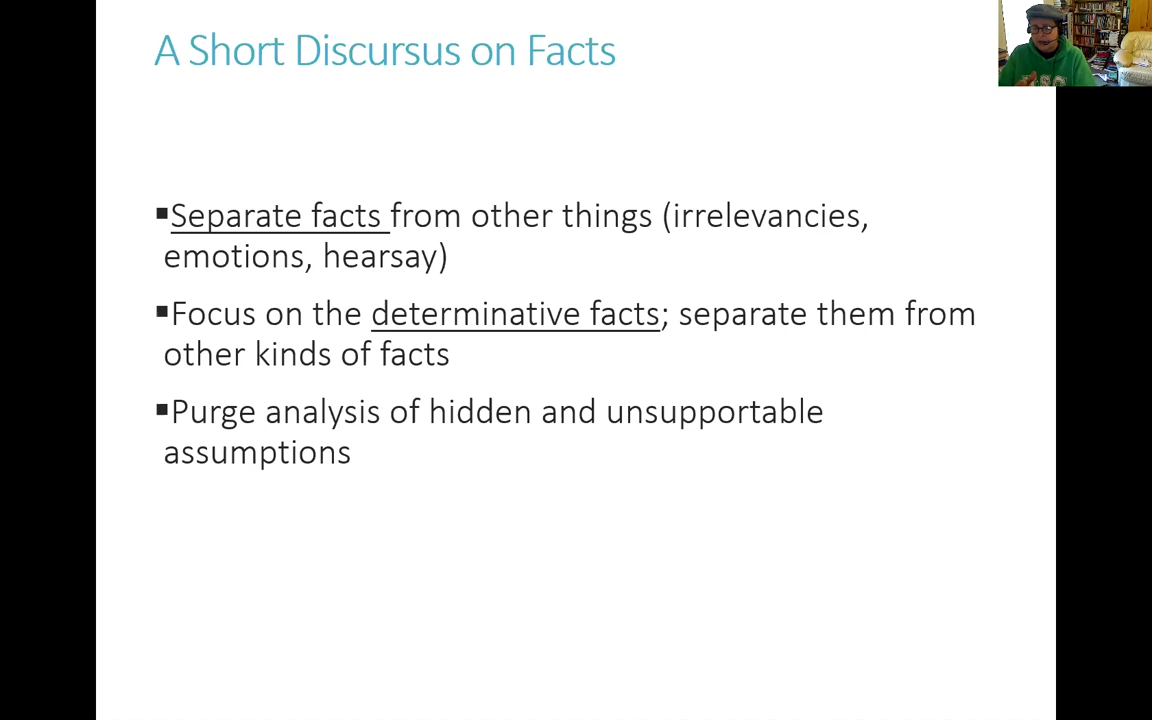 A Short Discursus on Facts
▪Separate facts from other things (irrelevancies,
emotions, hearsay)
▪Focus on the determinative facts; separate them from
other kinds of facts
▪Purge analysis of hidden and unsupportable
assumptions